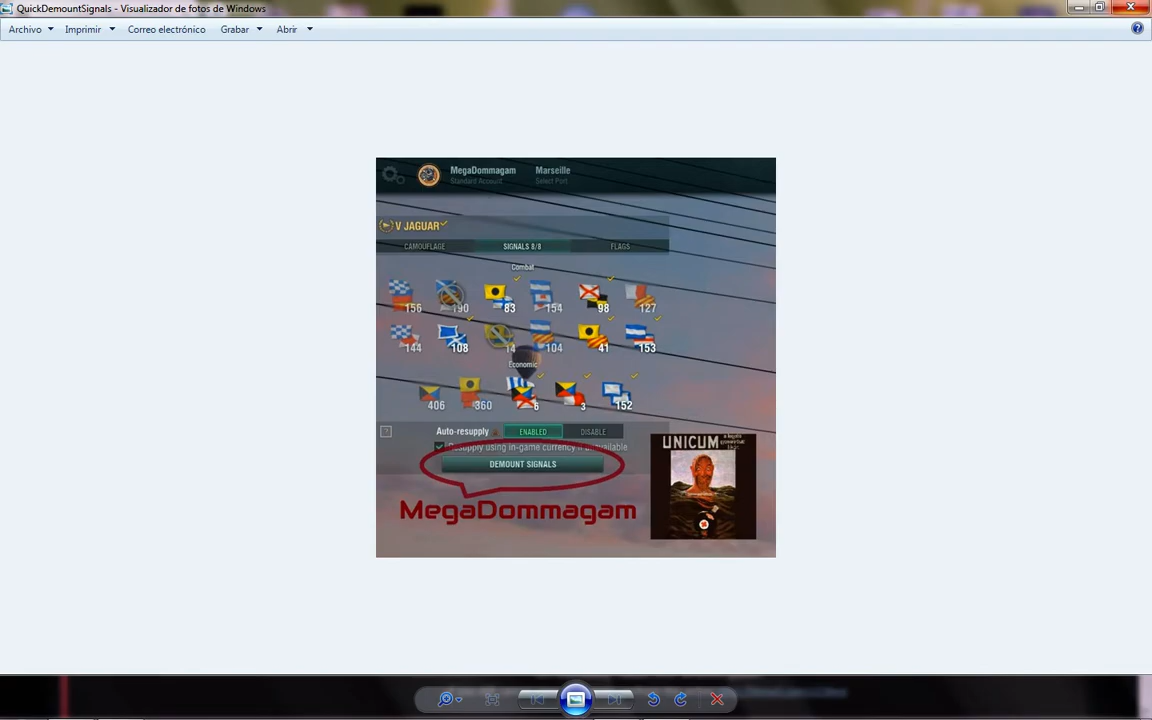 QuickDemountSignals - Visualizador de fotos de Windows
Archivo Imprimir Correo electrónico Grabar Abrir
MegaDommagam Marseille
Standard Account Select Port
V JAGUAR
CAMOUFLAGE SIGNALS 8/8 FLAGS
Combat
156 190 83 154 98 127
144 108 14 104 41 153
Economic
406 360 6 3 152
Auto-resupply ENABLED DISABLE
Resupply using in-game currency if unavailable
DEMOUNT SIGNALS
UNICUM
MegaDommagam